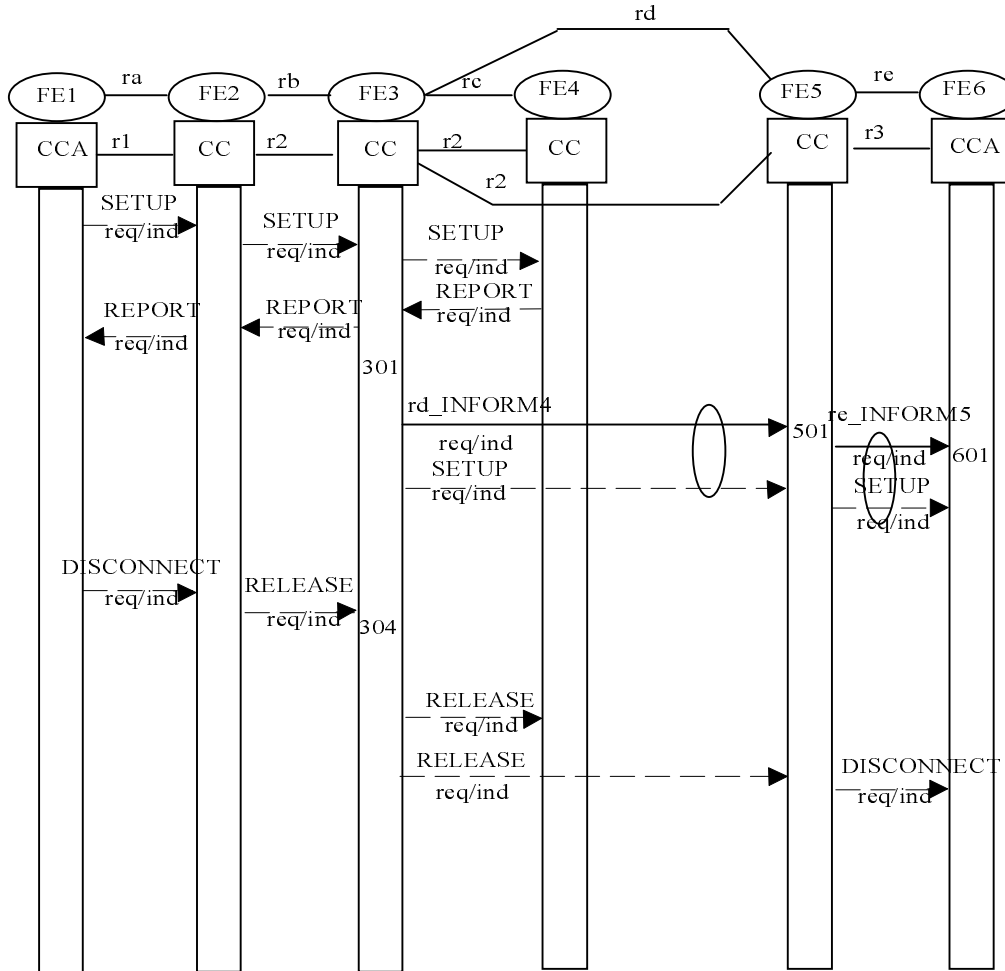 rd
ra
rb
rc
re
FE1
FE2
FE3
FE4
FE5
FE6
CCA
r1
CC
r2
CC
r2
CC
r2
CC
r3
CCA
SETUP
req/ind
SETUP
req/ind
SETUP
req/ind
REPORT
req/ind
REPORT
req/ind
REPORT
req/ind
301
rd_INFORM4
req/ind
501
re_INFORM5
req/ind
601
SETUP
req/ind
SETUP
req/ind
DISCONNECT
req/ind
RELEASE
req/ind
304
RELEASE
req/ind
RELEASE
req/ind
DISCONNECT
req/ind